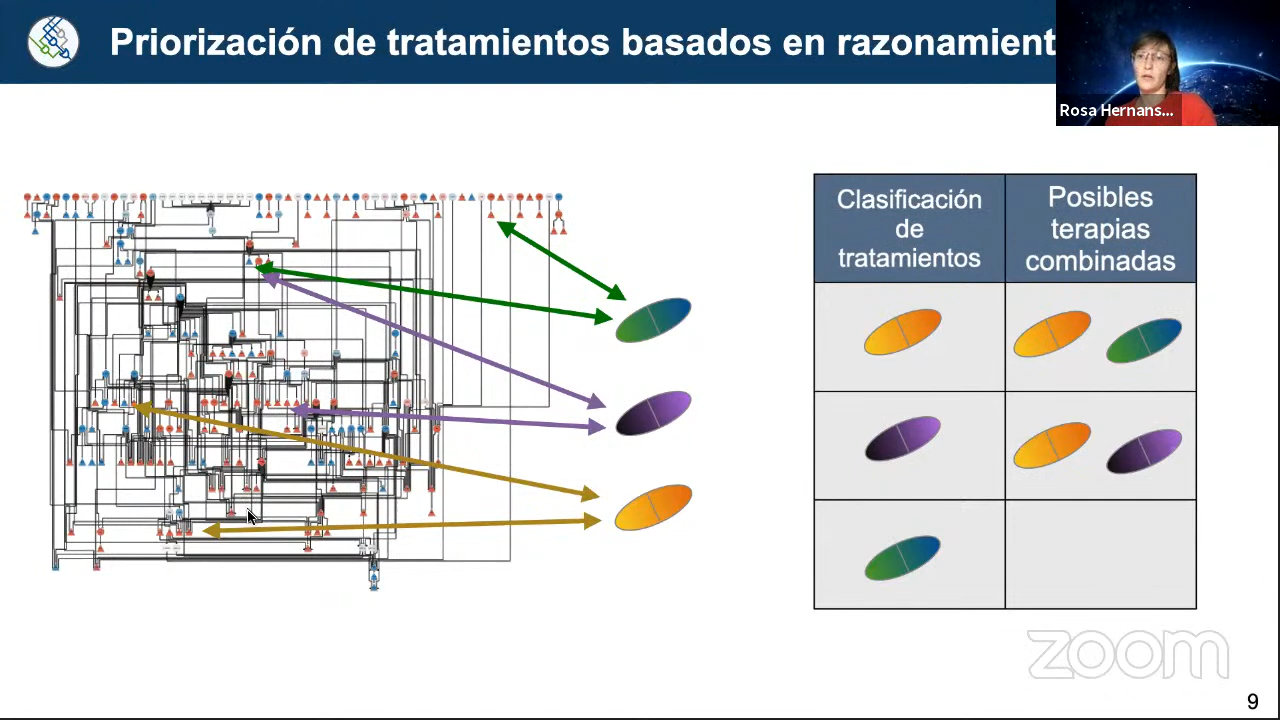 Priorización de tratamientos basados en razonamient
Rosa Hernans...
Clasificación
de
tratamientos
Posibles
terapias
combinadas
zoom
9